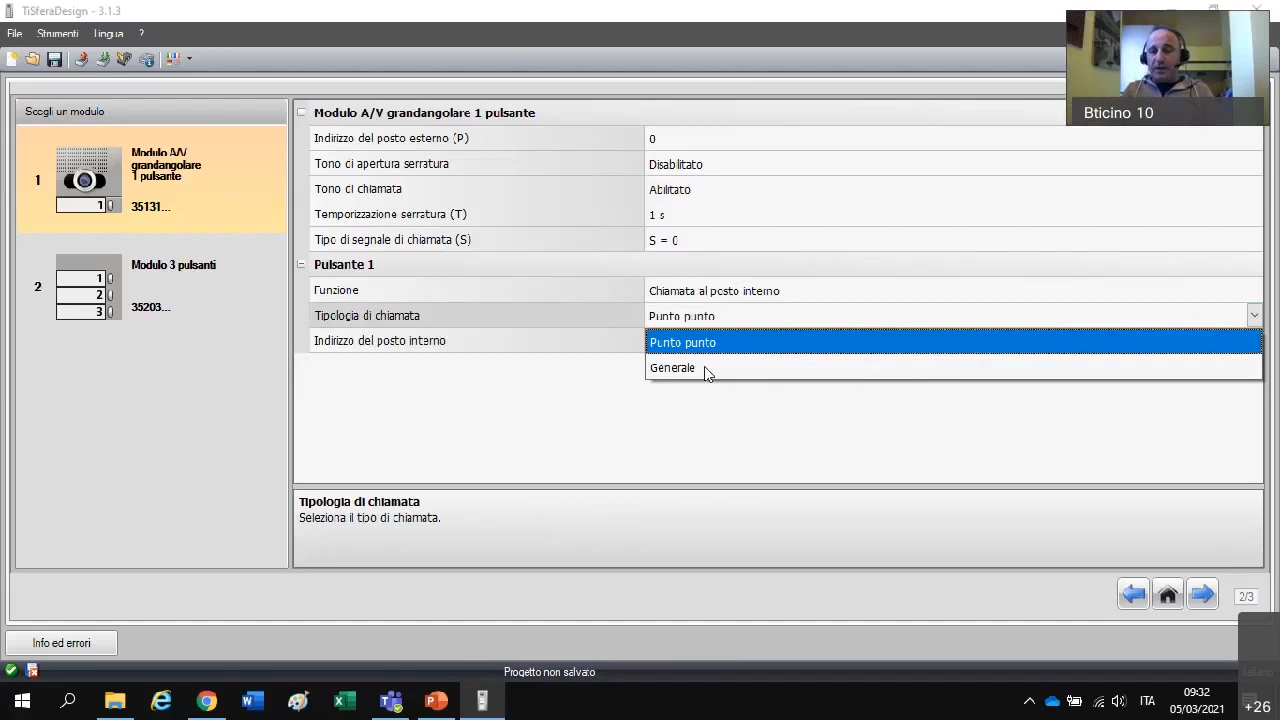 TiSferaDesign - 3.1.3
File Strumenti Lingua ?
Bticino 10
Scegli un modulo
1
Modulo A/V
grandangolare
1 pulsante
35131...
1
2
Modulo 3 pulsanti
35203...
1
2
3
Modulo A/V grandangolare 1 pulsante
Indirizzo del posto esterno (P) 0
Tono di apertura serratura Disabilitato
Tono di chiamata Abilitato
Temporizzazione serratura (T) 1 s
Tipo di segnale di chiamata (S) S = 0
Pulsante 1
Funzione Chiamata al posto interno
Tipologia di chiamata Punto punto
Indirizzo del posto interno
Punto punto
Generale
Tipologia di chiamata
Seleziona il tipo di chiamata.
2/3
Info ed errori
Progetto non salvato
ITA
09:32
05/03/2021
+26